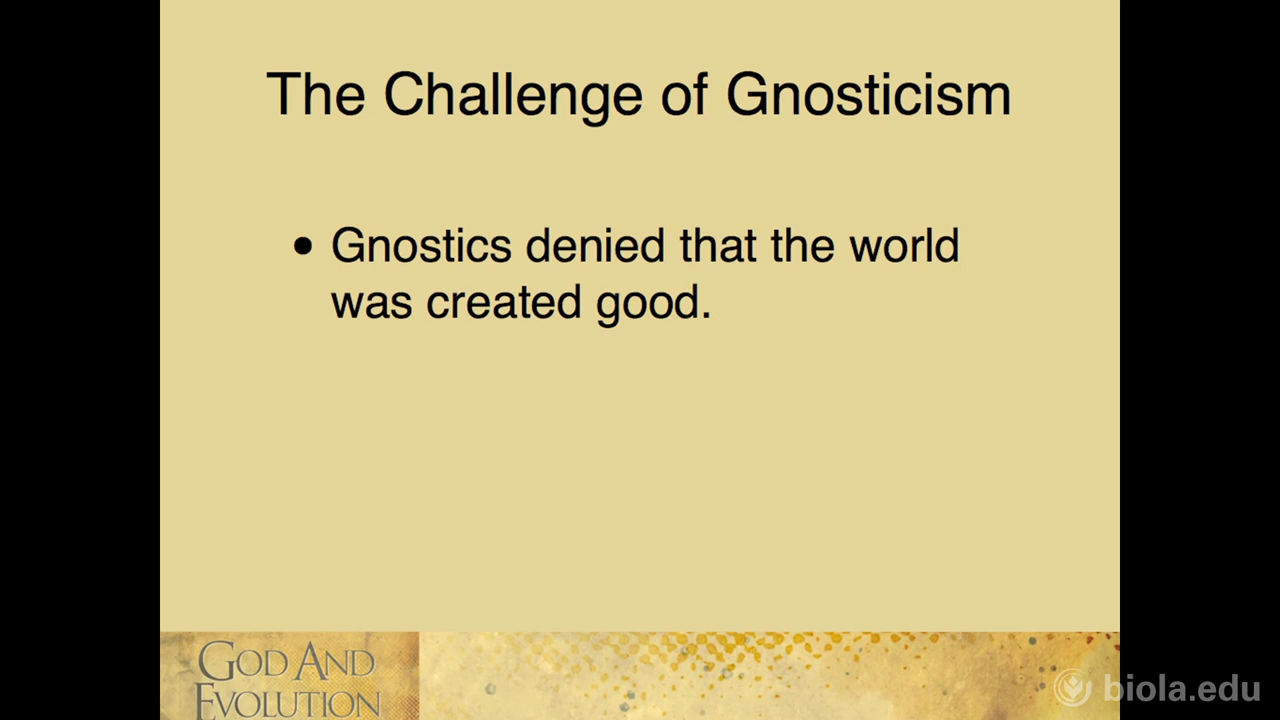 The Challenge of Gnosticism
• Gnostics denied that the world
was created good.
GOD AND
EVOLUTION
biola.edu